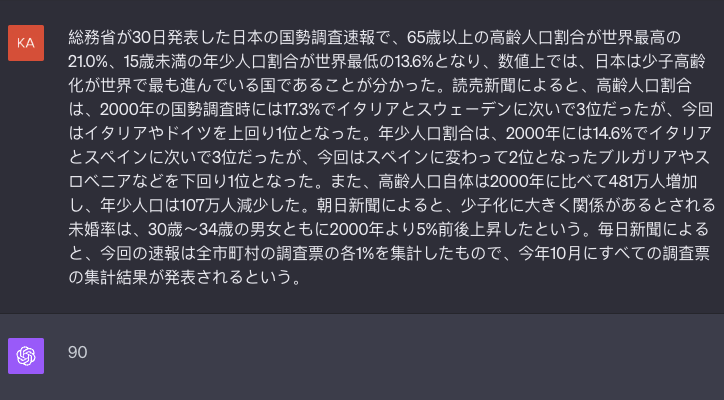 KA
総務省が30日発表した日本の国勢調査速報で、65歳以上の高齢人口割合が世界最高の
21.0%、15歳未満の年少人口割合が世界最低の13.6%となり、数値上では、日本は少子高齢
化が世界で最も進んでいる国であることが分かった。読売新聞によると、高齢人口割合
は、2000年の国勢調査時には17.3%でイタリアとスウェーデンに次いで3位だったが、今回
はイタリアやドイツを上回り1位となった。年少人口割合は、2000年には14.6%でイタリア
とスペインに次いで3位だったが、今回はスペインに変わって2位となったブルガリアやス
ロベニアなどを下回り1位となった。また、高齢人口自体は2000年に比べて481万人増加
し、年少人口は107万人減少した。朝日新聞によると、少子化に大きく関係があるとされる
未婚率は、30歳〜34歳の男女ともに2000年より5%前後上昇したという。毎日新聞による
と、今回の速報は全市町村の調査票の各1%を集計したもので、今年10月にすべての調査票
の集計結果が発表されるという。
90